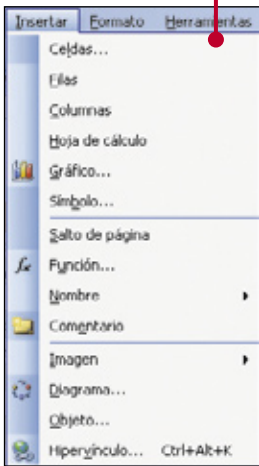 Insertar Formato Herramientas
Celdas...
Filas
Columnas
Hoja de cálculo
Gráfico...
Símbolo...
Salto de página
fx Función...
Nombre
Comentario
Imagen
Diagrama...
Objeto...
Hipervínculo... Ctrl+Alt+K